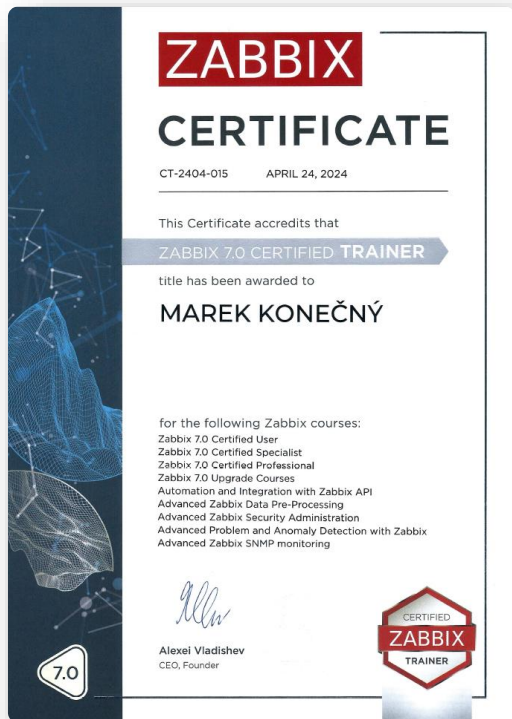 ZABBIX
CERTIFICATE
CT-2404-015 APRIL 24, 2024
This Certificate accredits that
ZABBIX 7.0 CERTIFIED TRAINER
title has been awarded to
MAREK KONEČNÝ
for the following Zabbix courses:
Zabbix 7.0 Certified User
Zabbix 7.0 Certified Specialist
Zabbix 7.0 Certified Professional
Zabbix 7.0 Upgrade Courses
Automation and Integration with Zabbix API
Advanced Zabbix Data Pre-Processing
Advanced Zabbix Security Administration
Advanced Problem and Anomaly Detection with Zabbix
Advanced Zabbix SNMP monitoring
Alexei Vladishev
CEO, Founder
7.0
CERTIFIED
ZABBIX
TRAINER